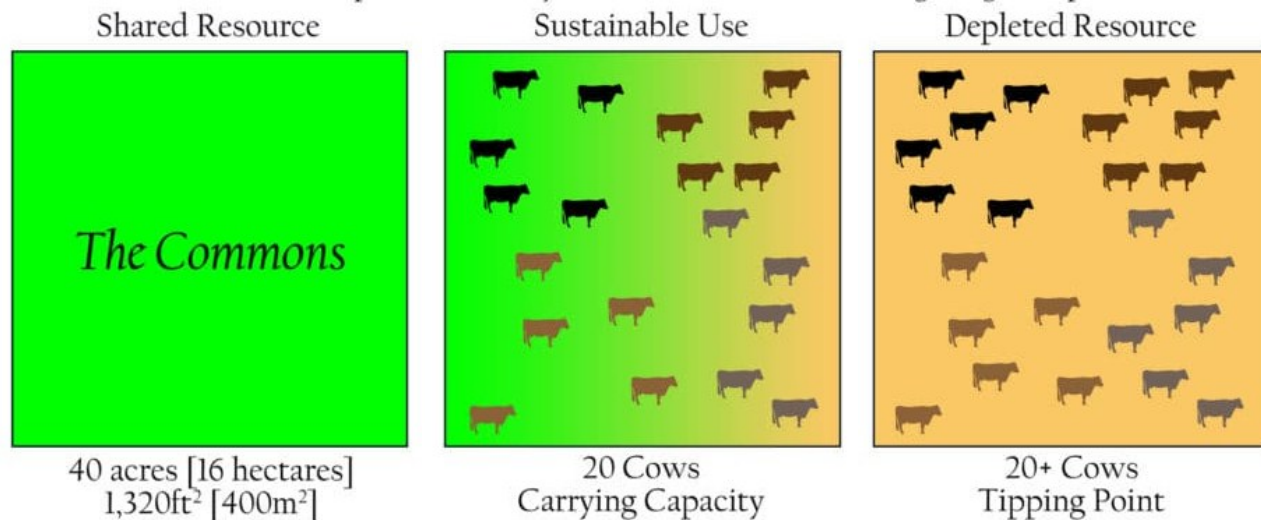 Shared Resource
Sustainable Use
Depleted Resource
The Commons
40 acres [16 hectares]
1,320ft² [400m²]
20 Cows
Carrying Capacity
20+ Cows
Tipping Point